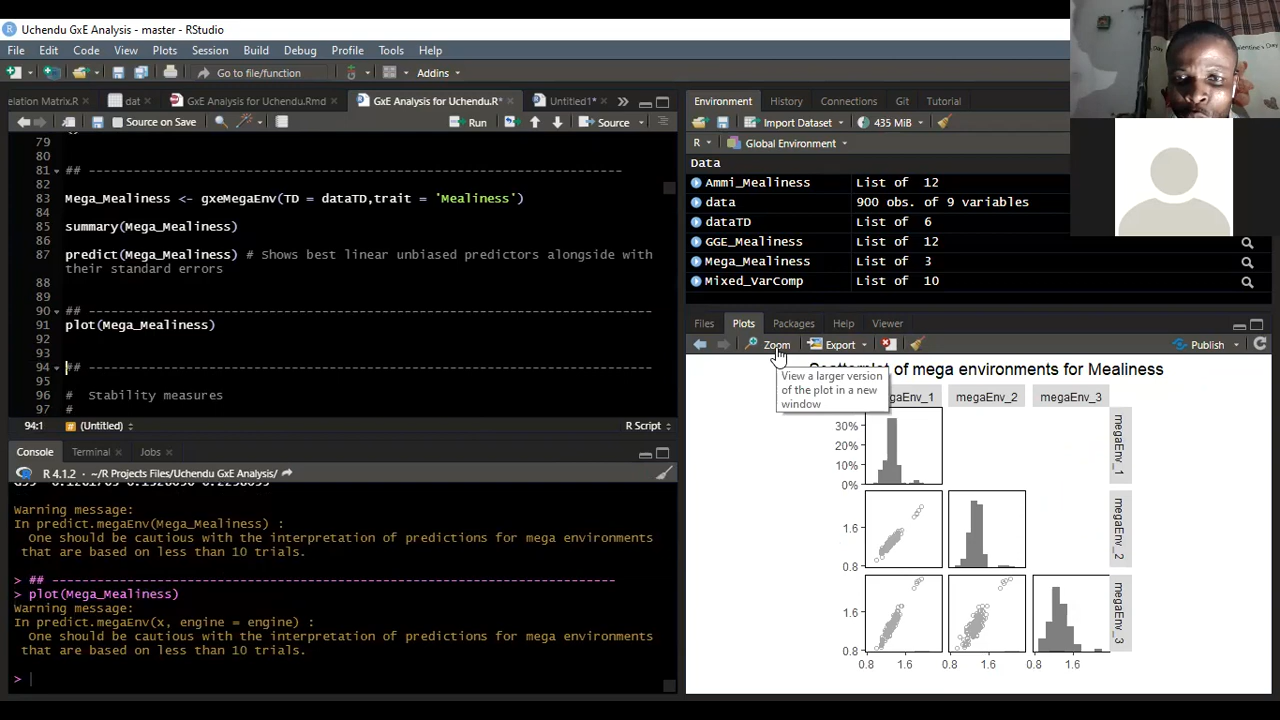 Uchendu GxE Analysis - master - RStudio
File Edit Code View Plots Session Build Debug Profile Tools Help
Go to file/function
Addins
elation Matrix.R
dat
GxE Analysis for Uchendu.Rmd
GxE Analysis for Uchendu.R*
Untitled1*
Source on Save
Run
Source
79
80
81 ## -----------------------------------------------------------------------
82
83 Mega_Mealiness <- gxeMegaEnv(TD = dataTD,trait = 'Mealiness')
84
85 summary(Mega_Mealiness)
86
87 predict(Mega_Mealiness) # Shows best linear unbiased predictors alongside with
their standard errors
88
89
90 ## ---------------------------------------------------------------------------
91 plot(Mega_Mealiness)
92
93
94 ## ---------------------------------------------------------------------------
95
96 # Stability measures
97 #
94:1 (Untitled) R Script
Console Terminal Jobs
R 4.1.2 · ~/R Projects Files/Uchendu GxE Analysis/
Warning message:
In predict.megaEnv(Mega_Mealiness) :
One should be cautious with the interpretation of predictions for mega environments
that are based on less than 10 trials.
> ## ---------------------------------------------------------------------------
> plot(Mega_Mealiness)
Warning message:
In predict.megaEnv(x, engine = engine) :
One should be cautious with the interpretation of predictions for mega environments
that are based on less than 10 trials.
>
Environment History Connections Git Tutorial
Import Dataset 435 MiB
R Global Environment
Data
Ammi_Mealiness List of 12
data 900 obs. of 9 variables
dataTD List of 6
GGE_Mealiness List of 12
Mega_Mealiness List of 3
Mixed_VarComp List of 10
Files Plots Packages Help Viewer
Zoom Export Publish
of mega environments for Mealiness
View a larger version
of the plot in a new
window
megaEnv_2 megaEnv_3
30%
20%
10%
0%
megaEnv_1
1.6
0.8
megaEnv_2
1.6
0.8
megaEnv_3
0.8 1.6 0.8 1.6 0.8 1.6